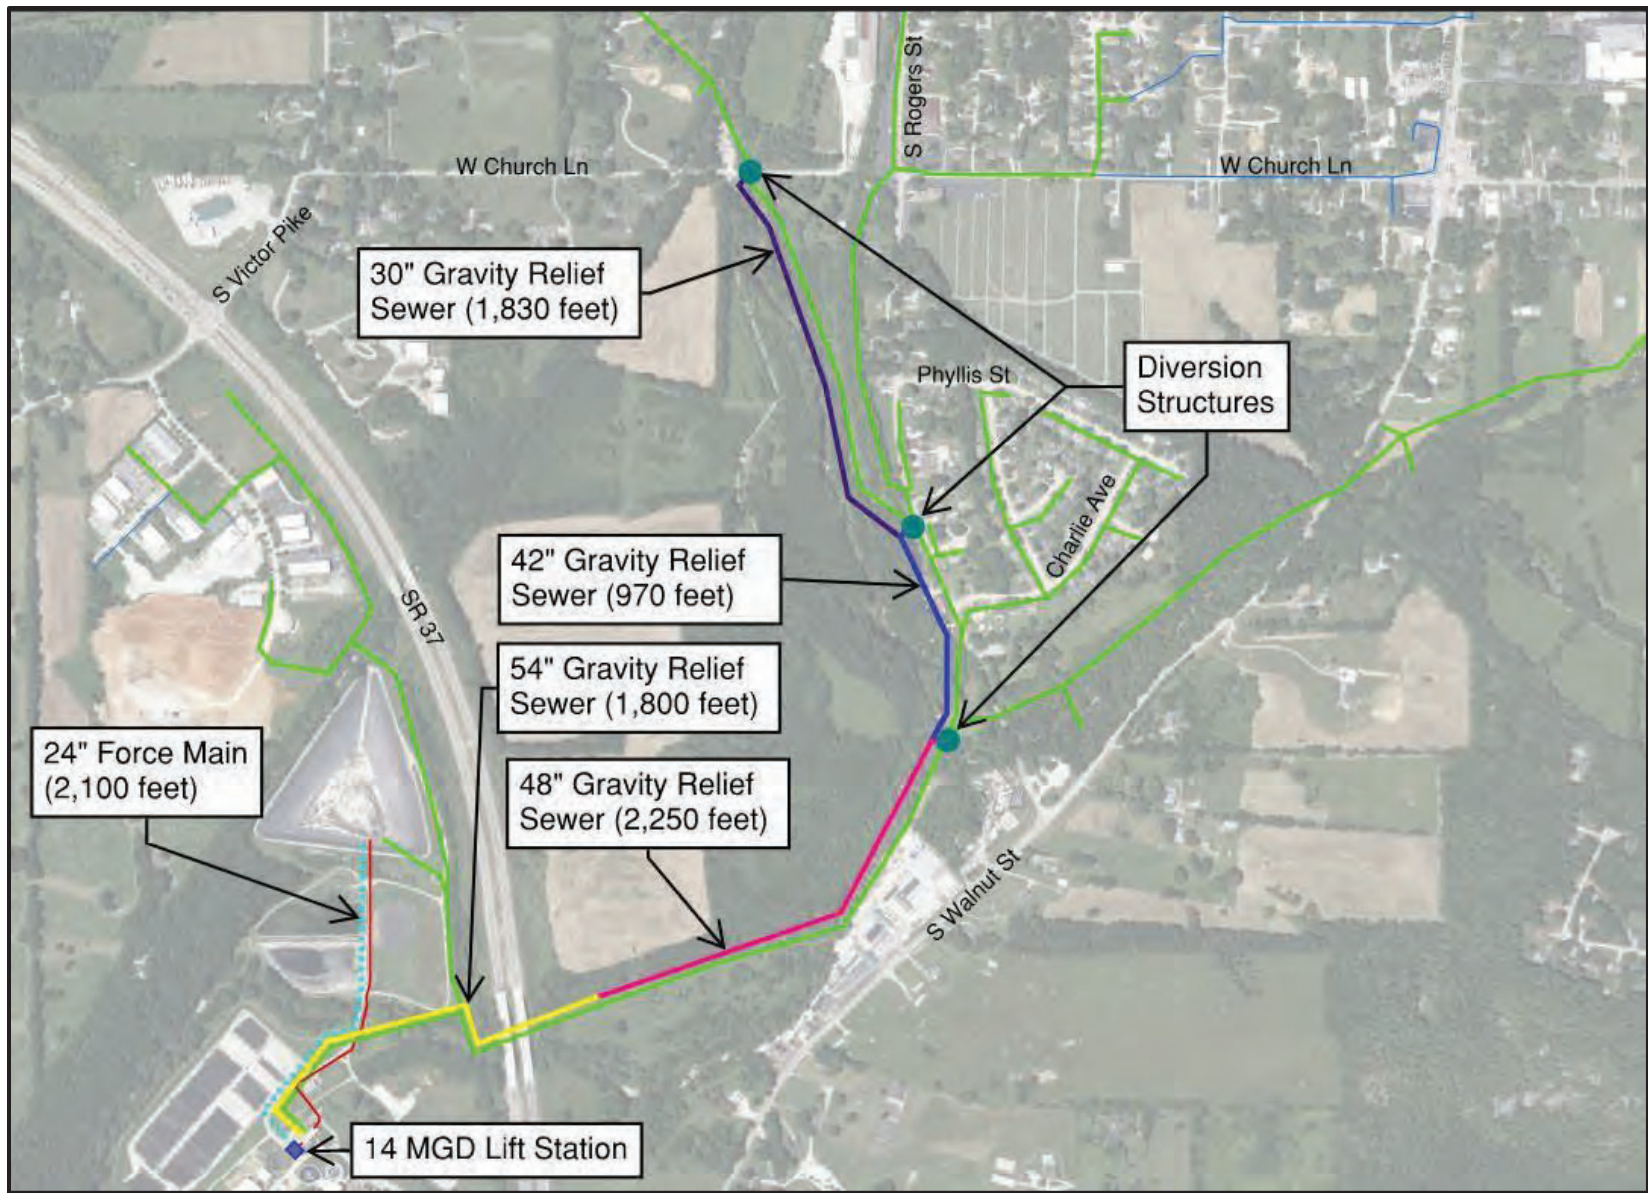 S Rogers St
W Church Ln
W Church Ln
S Victor Pike
30" Gravity Relief
Sewer (1,830 feet)
Diversion
Structures
Phyllis St
Charlie Ave
42" Gravity Relief
Sewer (970 feet)
SR 37
54" Gravity Relief
Sewer (1,800 feet)
24" Force Main
(2,100 feet)
48" Gravity Relief
Sewer (2,250 feet)
S Walnut St
14 MGD Lift Station